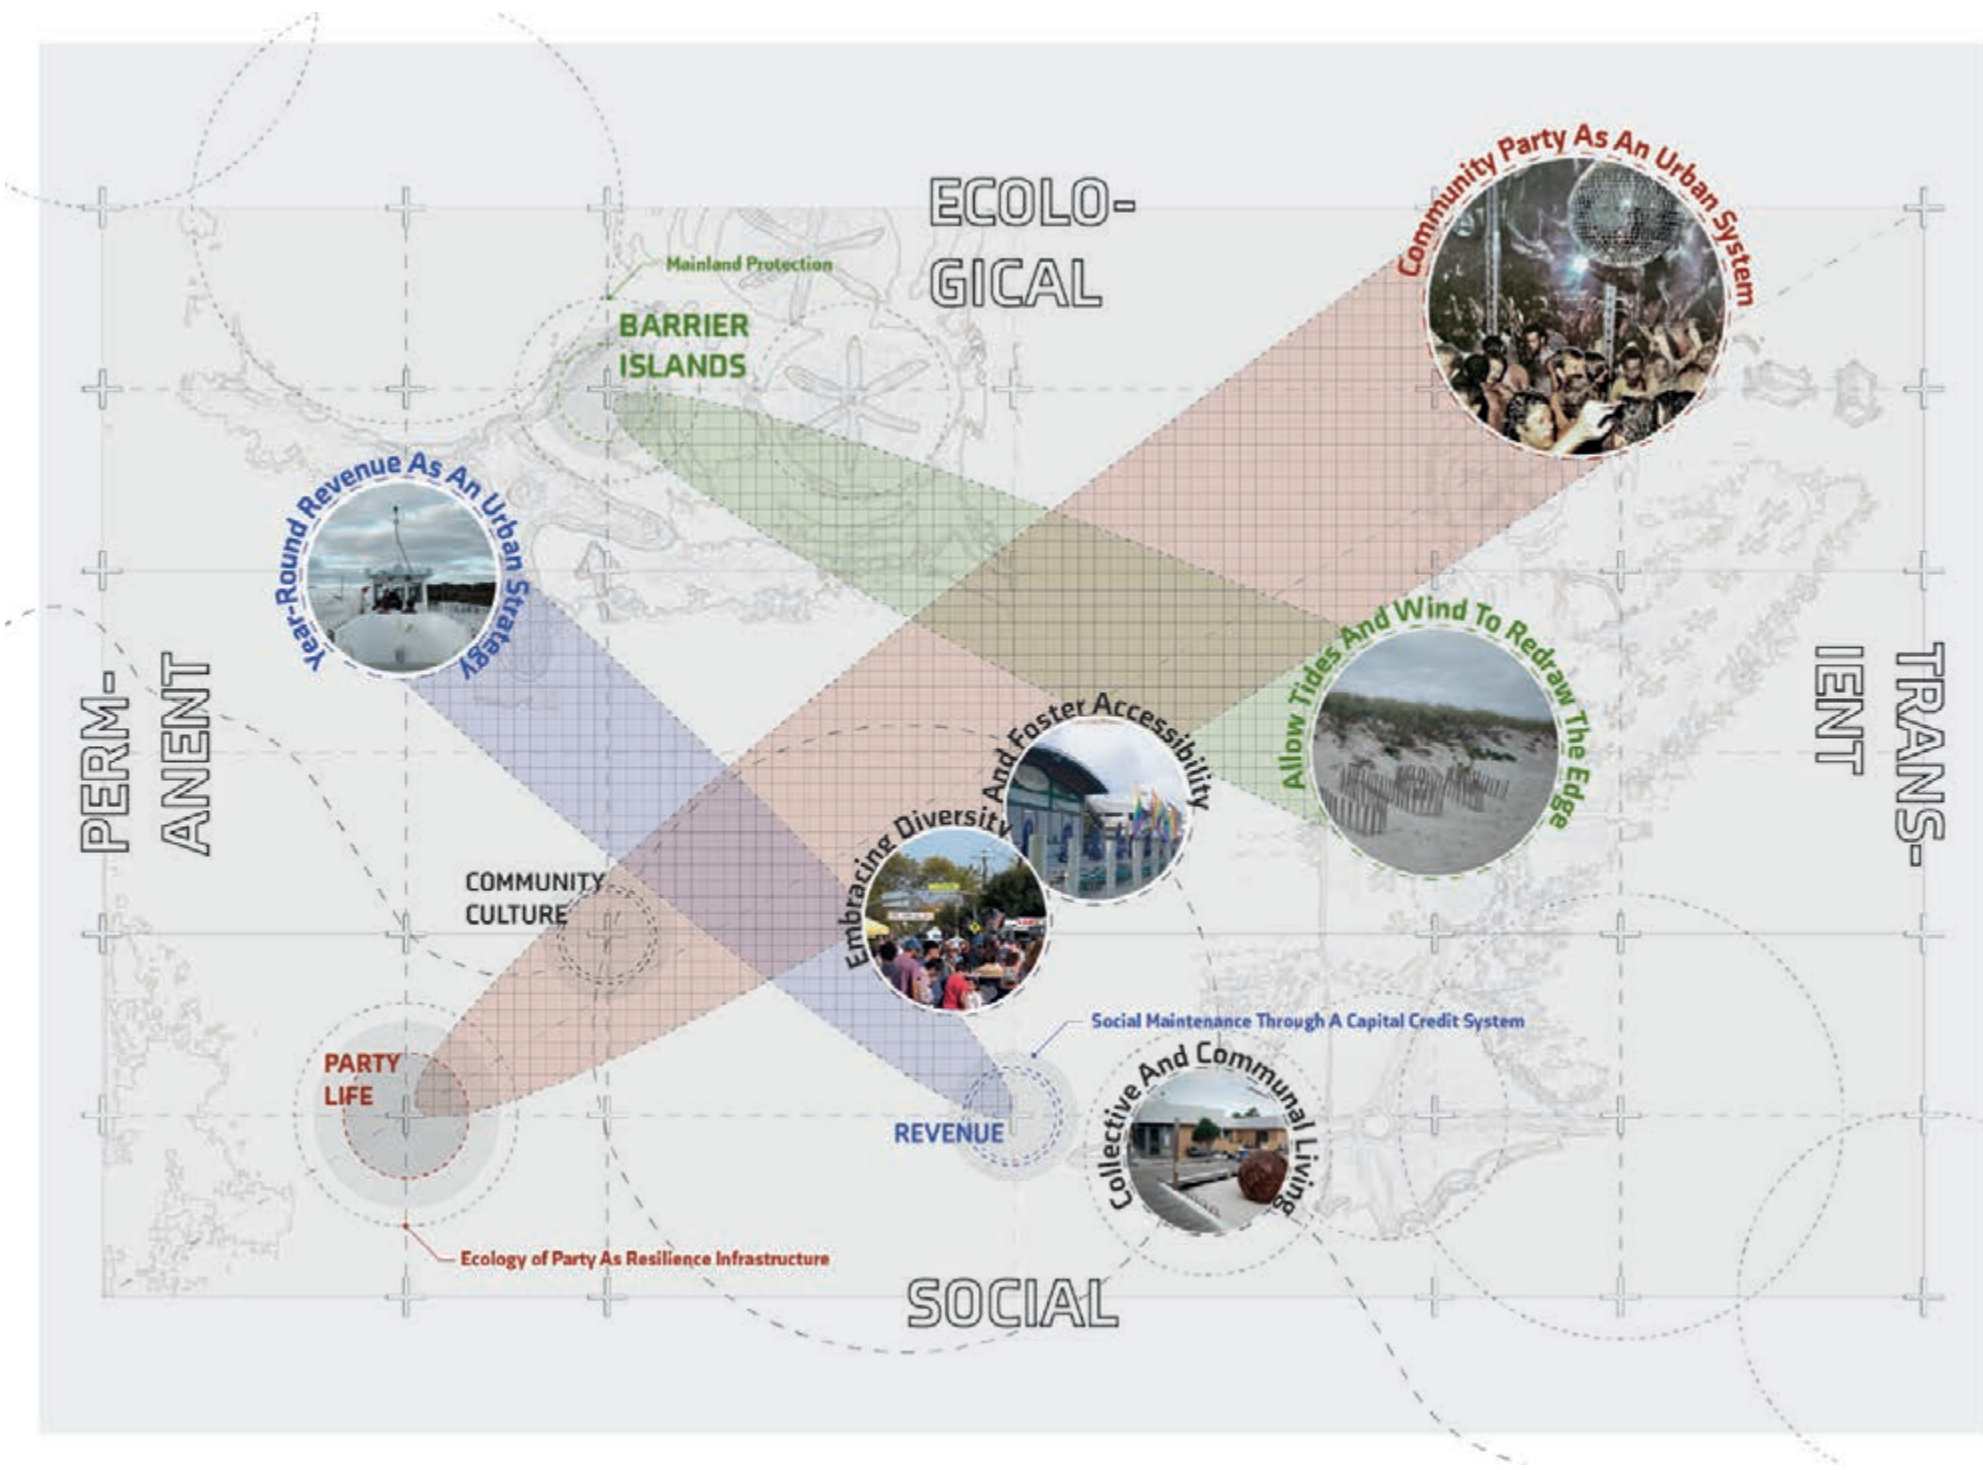 Community Party As An Urban System
ECOLO-
GICAL
Mainland Protection
BARRIER
ISLANDS
Year-Round Revenue As An Urban Strategy
Allow Tides And Wind To Redraw The Edge
PERM-
ANENT
TRANS-
IENT
Embracing Diversity And Foster Accessibility
COMMUNITY
CULTURE
Social Maintenance Through A Capital Credit System
Collective And Communal Living
PARTY
LIFE
REVENUE
Ecology of Party As Resilience Infrastructure
SOCIAL